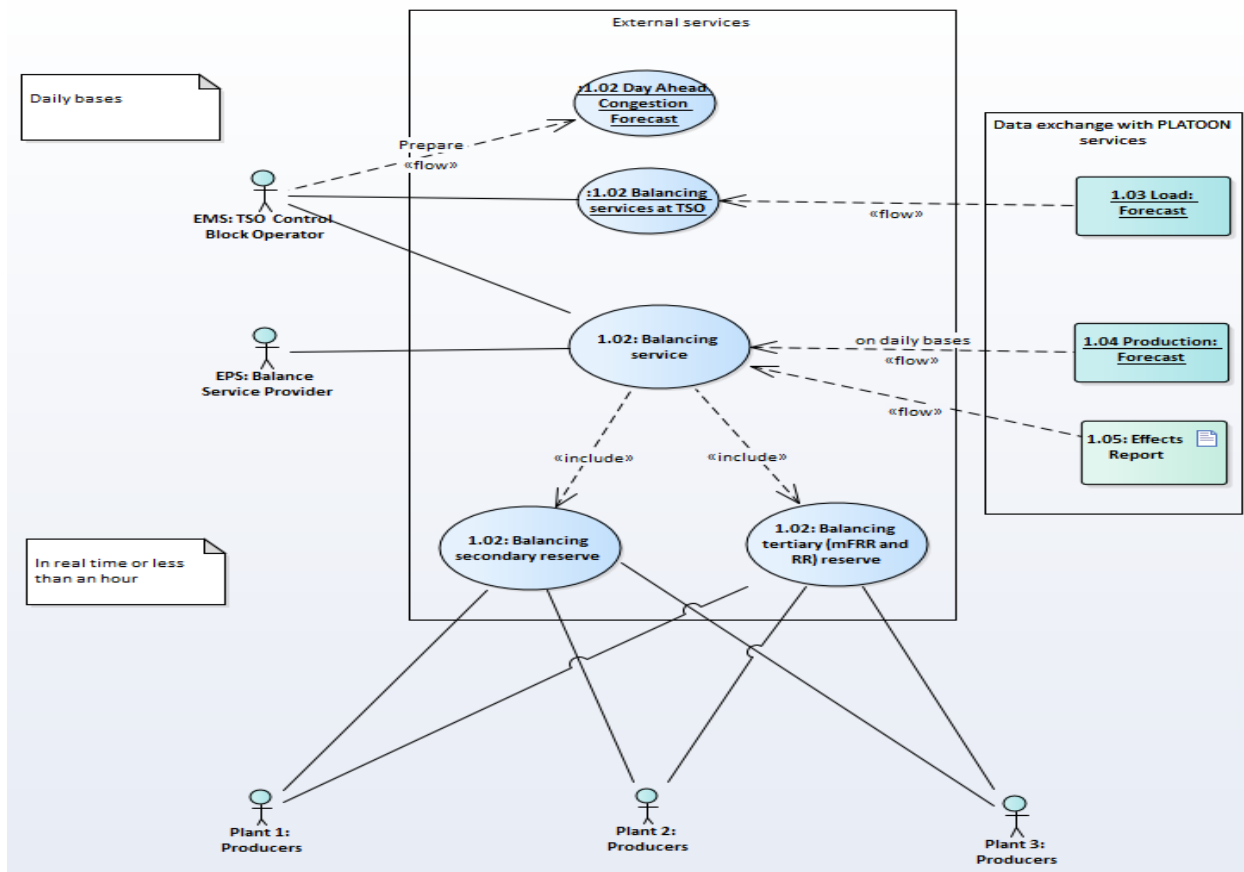 External services
Daily bases
:1.02 Day Ahead
Congestion
Forecast
Data exchange with PLATOON
services
Prepare
«flow»
:1.02 Balancing
services at TSO
1.03 Load:
Forecast
«flow»
EMS: TSO Control
Block Operator
1.02: Balancing
service
on daily bases
«flow»
1.04 Production:
Forecast
EPS: Balance
Service Provider
«flow»
1.05: Effects
Report
«include»
«include»
1.02: Balancing
secondary reserve
1.02: Balancing
tertiary (mFRR and
RR) reserve
In real time or less
than an hour
Plant 1:
Producers
Plant 2:
Producers
Plant 3:
Producers